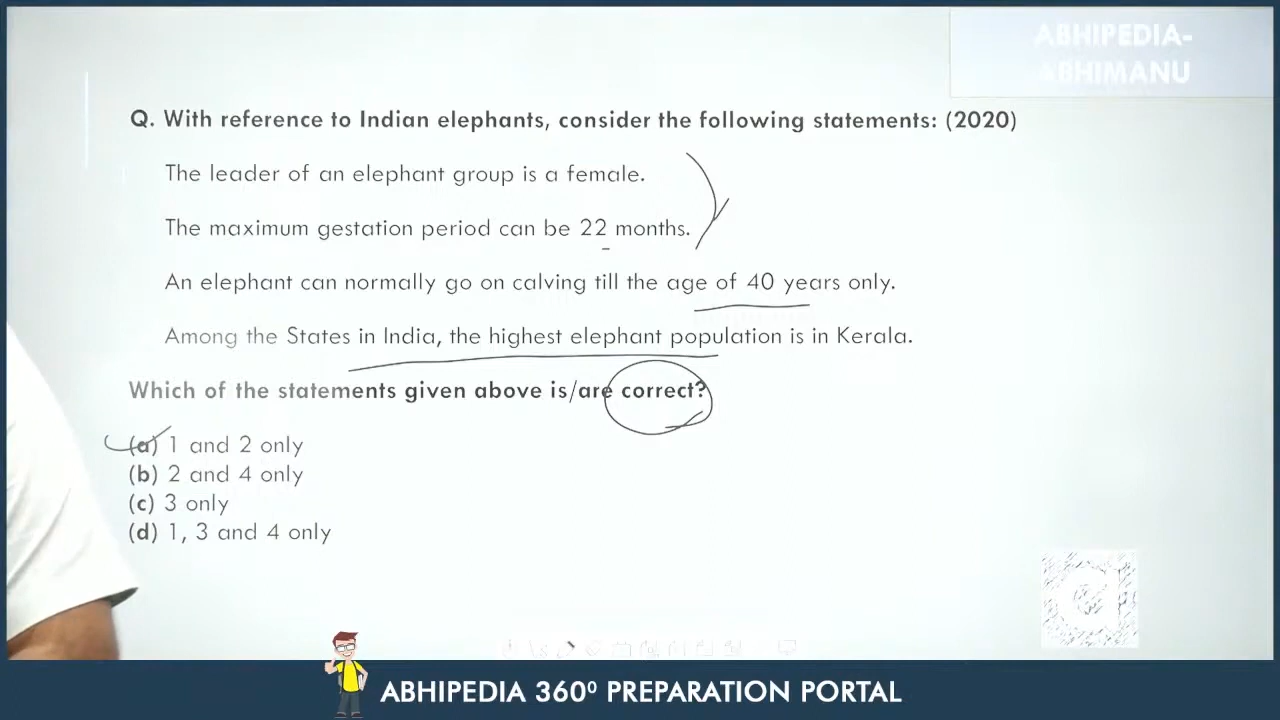 ABHIPEDIA-
ABHIMANU
Q. With reference to Indian elephants, consider the following statements: (2020)
The leader of an elephant group is a female.
The maximum gestation period can be 22 months.
An elephant can normally go on calving till the age of 40 years only.
Among the States in India, the highest elephant population is in Kerala.
Which of the statements given above is/are correct?
(a) 1 and 2 only
(b) 2 and 4 only
(c) 3 only
(d) 1, 3 and 4 only
ABHIPEDIA 360⁰ PREPARATION PORTAL